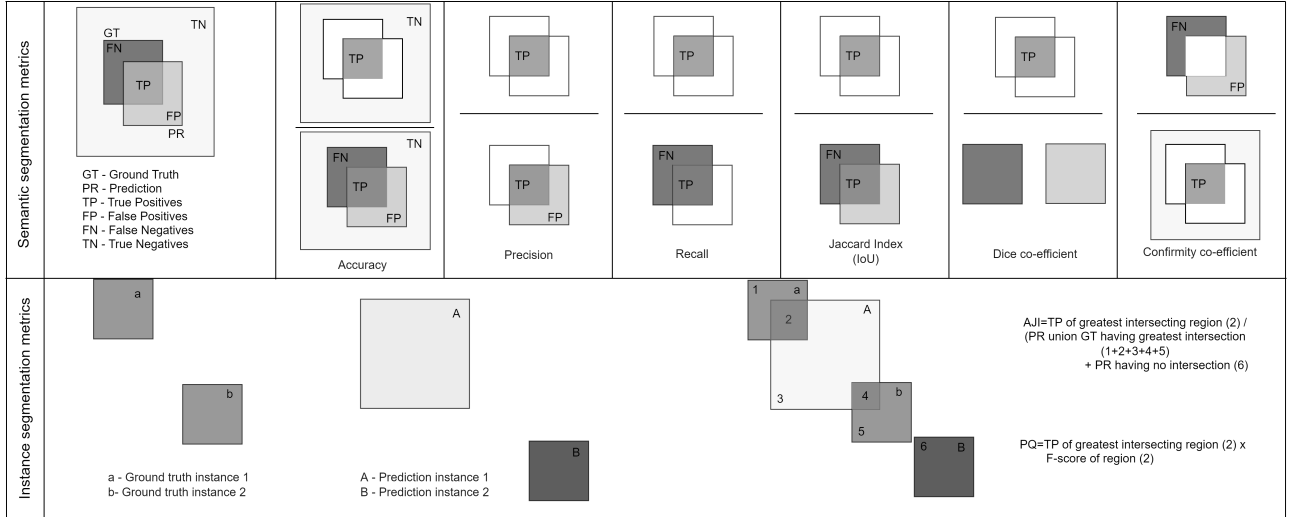 Semantic segmentation metrics
GT
FN
TP
FP
PR
TN
GT - Ground Truth
PR - Prediction
TP - True Positives
FP - False Positives
FN - False Negatives
TN - True Negatives
TN
TP
TN
FN
TP
FP
Accuracy
TP
TP
FP
Precision
TP
FN
TP
Recall
TP
FN
TP
Jaccard Index
(IoU)
TP
Dice co-efficient
FN
FP
TP
Confirmity co-efficient
Instance segmentation metrics
a
b
a - Ground truth instance 1
b- Ground truth instance 2
A
B
A - Prediction instance 1
B - Prediction instance 2
1
a
2
A
3
4
b
5
6
B
AJI=TP of greatest intersecting region (2) /
(PR union GT having greatest intersection
(1+2+3+4+5)
+ PR having no intersection (6)
PQ=TP of greatest intersecting region (2) x
F-score of region (2)